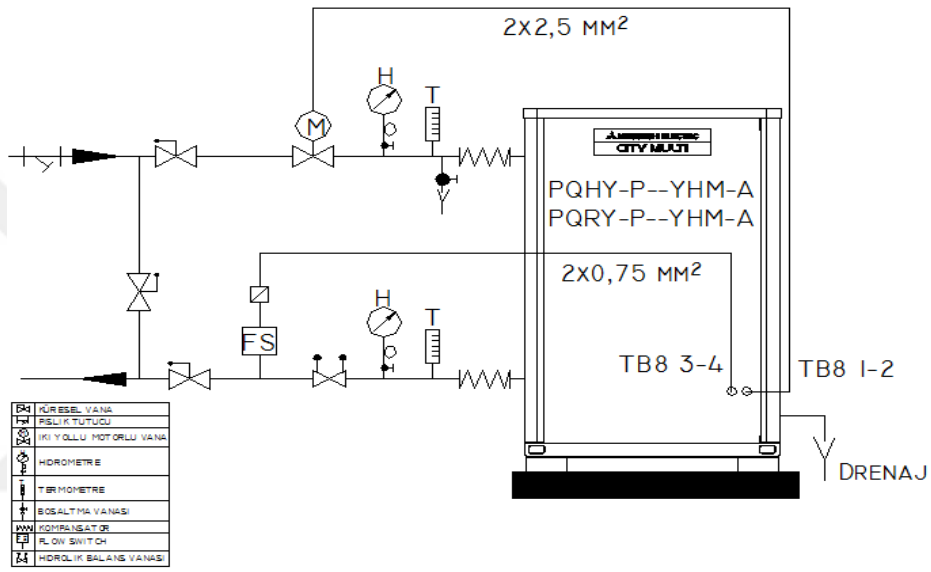 2X2,5 MM²
H
T
M
MITSUBISHI ELECTRIC
CITY MULTI
PQHY-P--YHM-A
PQRY-P--YHM-A
2X0,75 MM²
H
T
FS
TB8 3-4
TB8 1-2
DRENAJ
KÜRESEL VANA
PISLIK TUTUCU
IKI YOLLU MOTORLU VANA
HIDROMETRE
TERMOMETRE
BOSALTMA VANASI
KOMPANSATOR
FLOW SWITCH
HIDROLIK BALANS VANASI